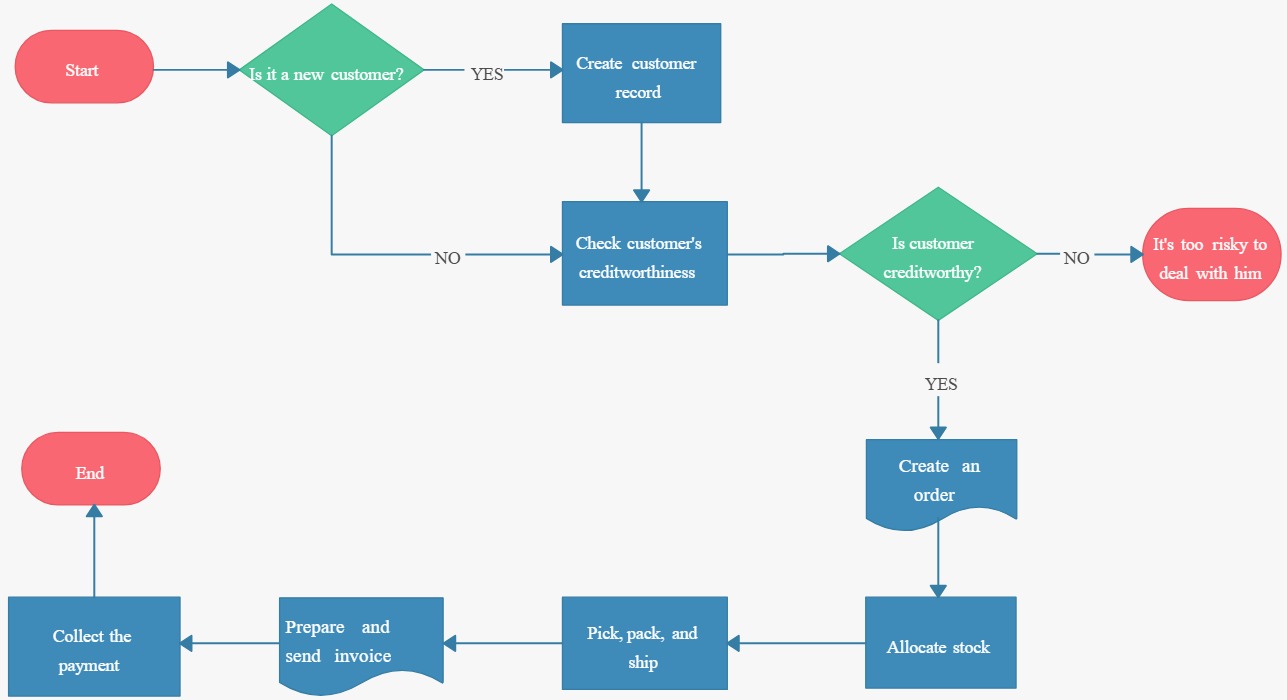 Start
Is it a new customer?
YES
Create customer
record
NO
Check customer's
creditworthiness
Is customer
creditworthy?
NO
It's too risky to
deal with him
YES
Create an
order
Allocate stock
Pick, pack, and
ship
Prepare and
send invoice
Collect the
payment
End